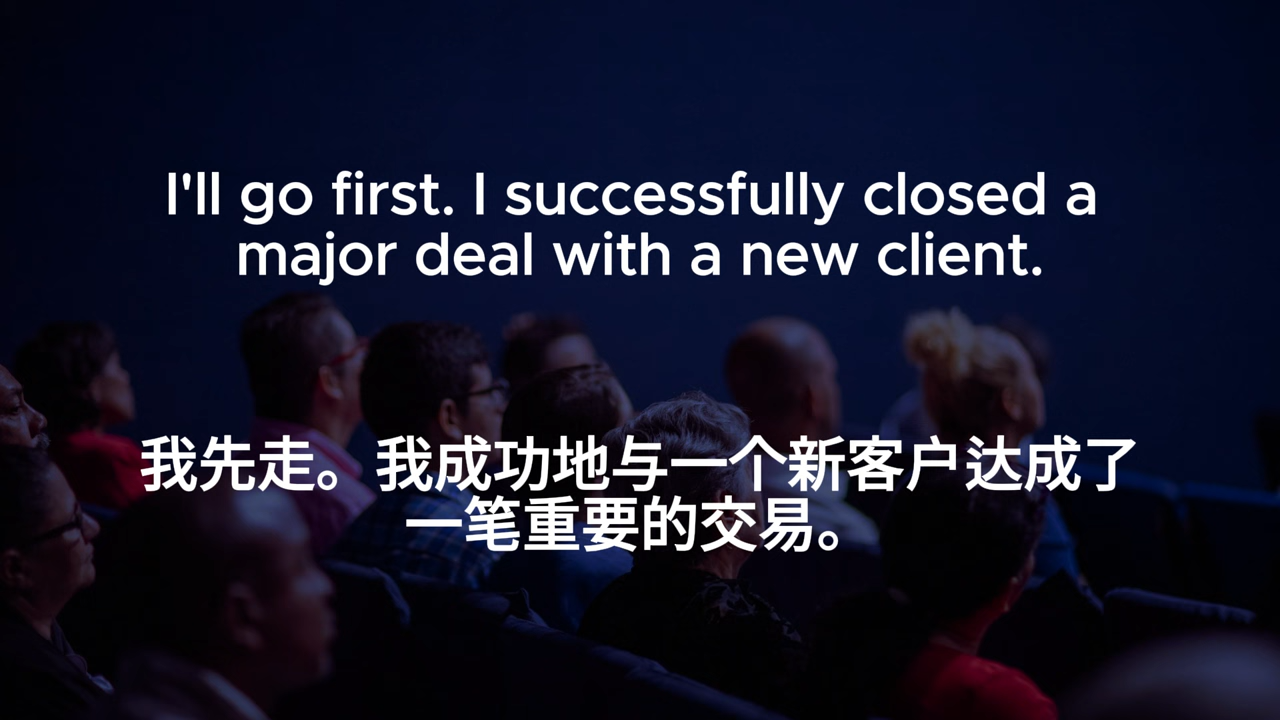 I'll go first. I successfully closed a
major deal with a new client.
我先走。我成功地与一个新客户达成了
一笔重要的交易。